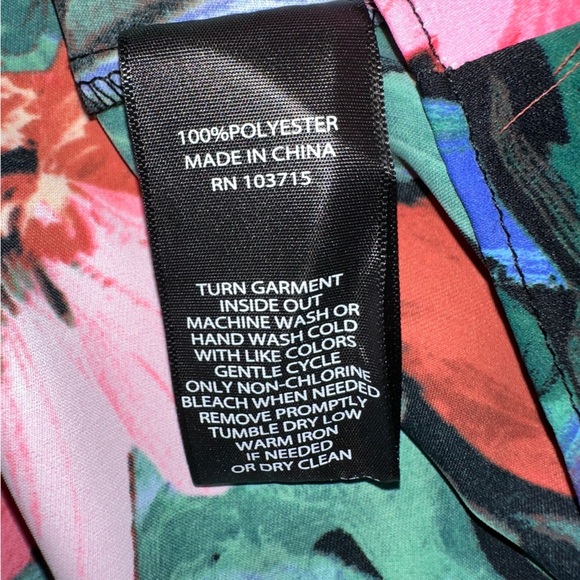 100%POLYESTER
MADE IN CHINA
RN 103715
TURN GARMENT
INSIDE OUT
MACHINE WASH OR
HAND WASH COLD
WITH LIKE COLORS
GENTLE CYCLE
ONLY NON-CHLORINE
BLEACH WHEN NEEDED
REMOVE PROMPTLY
TUMBLE DRY LOW
WARM IRON
IF NEEDED
OR DRY CLEAN